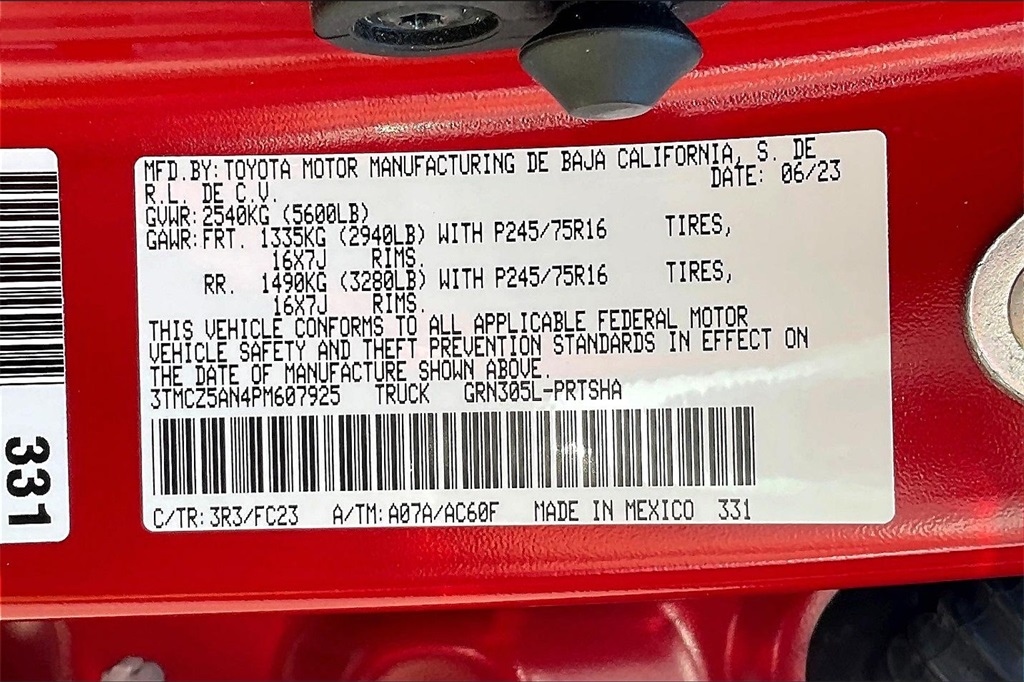 MFD.BY:TOYOTA MOTOR MANUFACTURING DE BAJA CALIFORNIA, S. DE
R.L. DE C.V. DATE: 06/23
GVWR:2540KG (5600LB)
GAWR:FRT. 1335KG (2940LB) WITH P245/75R16 TIRES,
16X7J RIMS.
RR. 1490KG (3280LB) WITH P245/75R16 TIRES,
16X7J RIMS.
THIS VEHICLE CONFORMS TO ALL APPLICABLE FEDERAL MOTOR
VEHICLE SAFETY AND THEFT PREVENTION STANDARDS IN EFFECT ON
THE DATE OF MANUFACTURE SHOWN ABOVE.
3TMCZ5AN4PM607925 TRUCK GRN305L-PRTSHA
C/TR:3R3/FC23 A/TM:A07A/AC60F MADE IN MEXICO 331
331